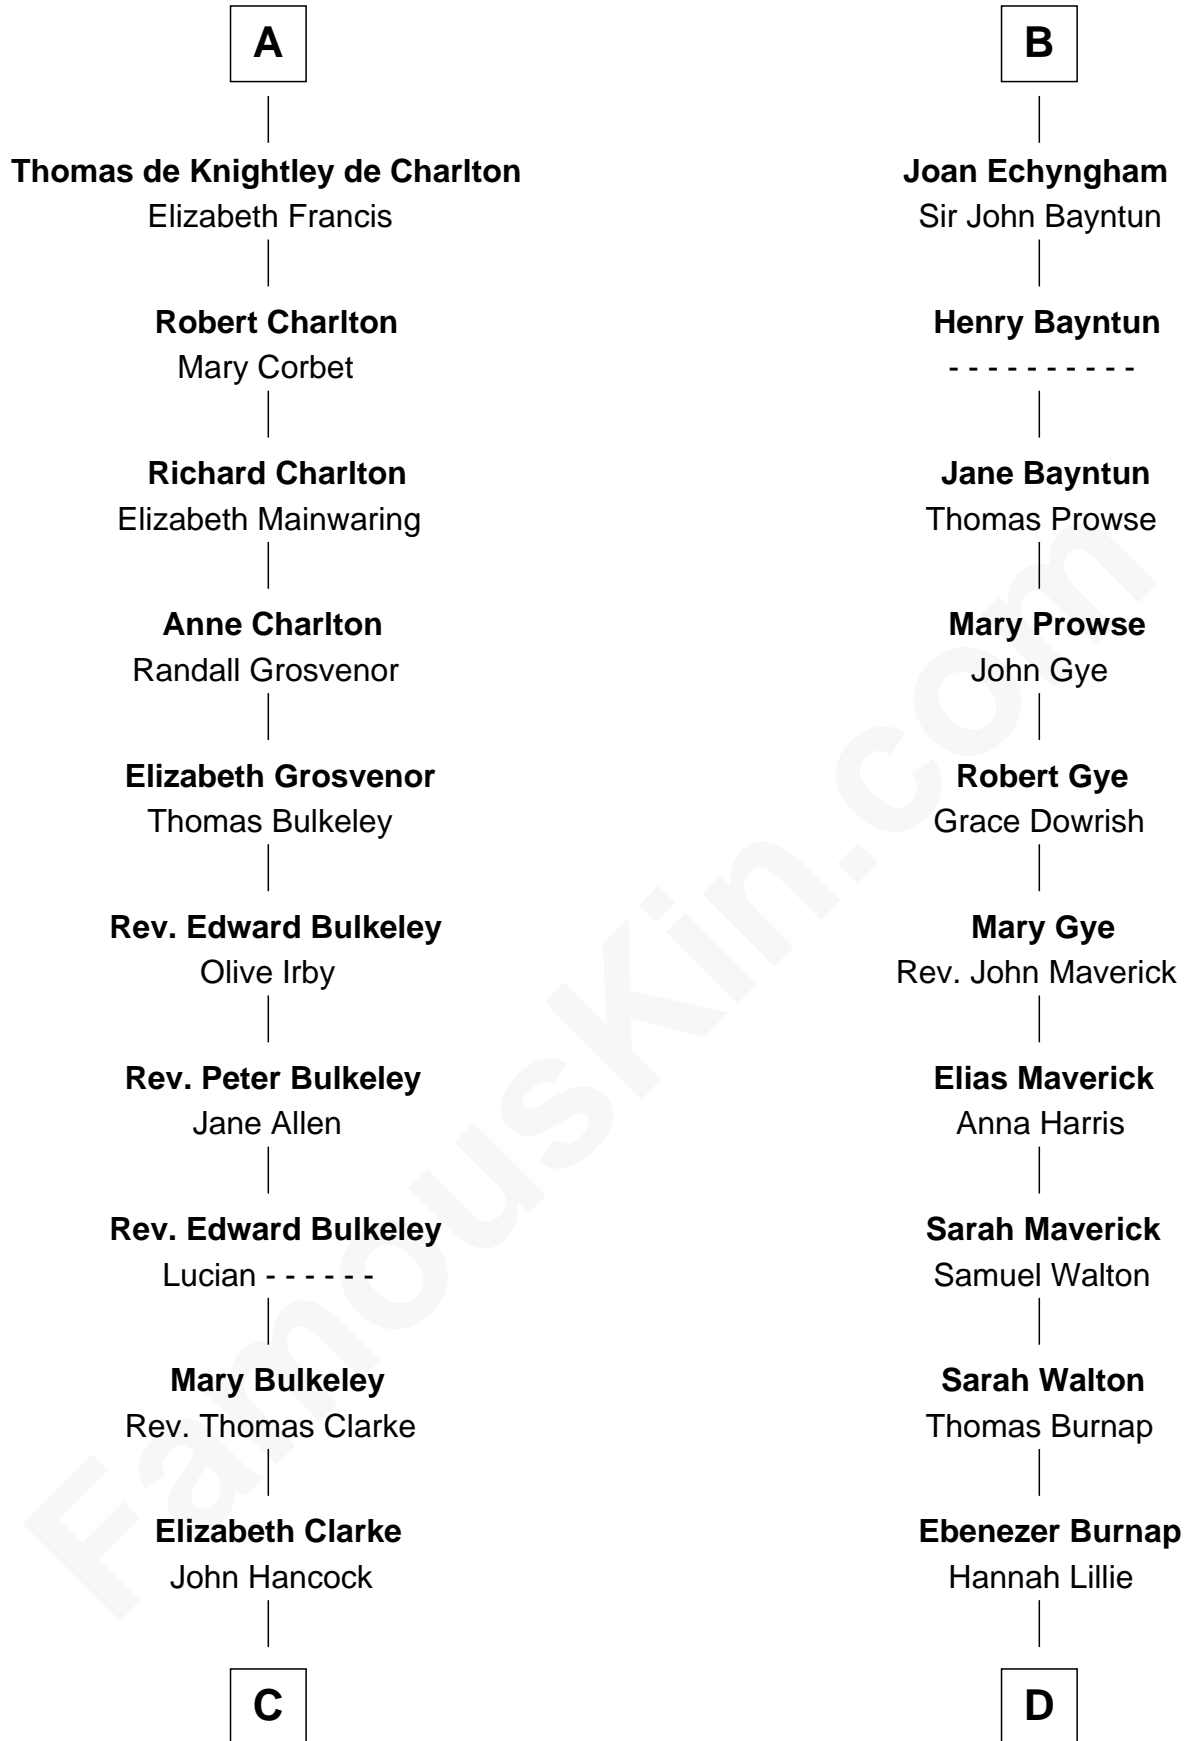 A
Thomas de Knightley de Charlton
Elizabeth Francis
Robert Charlton
Mary Corbet
Richard Charlton
Elizabeth Mainwaring
Anne Charlton
Randall Grosvenor
Elizabeth Grosvenor
Thomas Bulkeley
Rev. Edward Bulkeley
Olive Irby
Rev. Peter Bulkeley
Jane Allen
Rev. Edward Bulkeley
Lucian - - - - - -
Mary Bulkeley
Rev. Thomas Clarke
Elizabeth Clarke
John Hancock
C
B
Joan Echyngham
Sir John Bayntun
Henry Bayntun
- - - - - - - - - -
Jane Bayntun
Thomas Prowse
Mary Prowse
John Gye
Robert Gye
Grace Dowrish
Mary Gye
Rev. John Maverick
Elias Maverick
Anna Harris
Sarah Maverick
Samuel Walton
Sarah Walton
Thomas Burnap
Ebenezer Burnap
Hannah Lillie
D
FamousKin.com